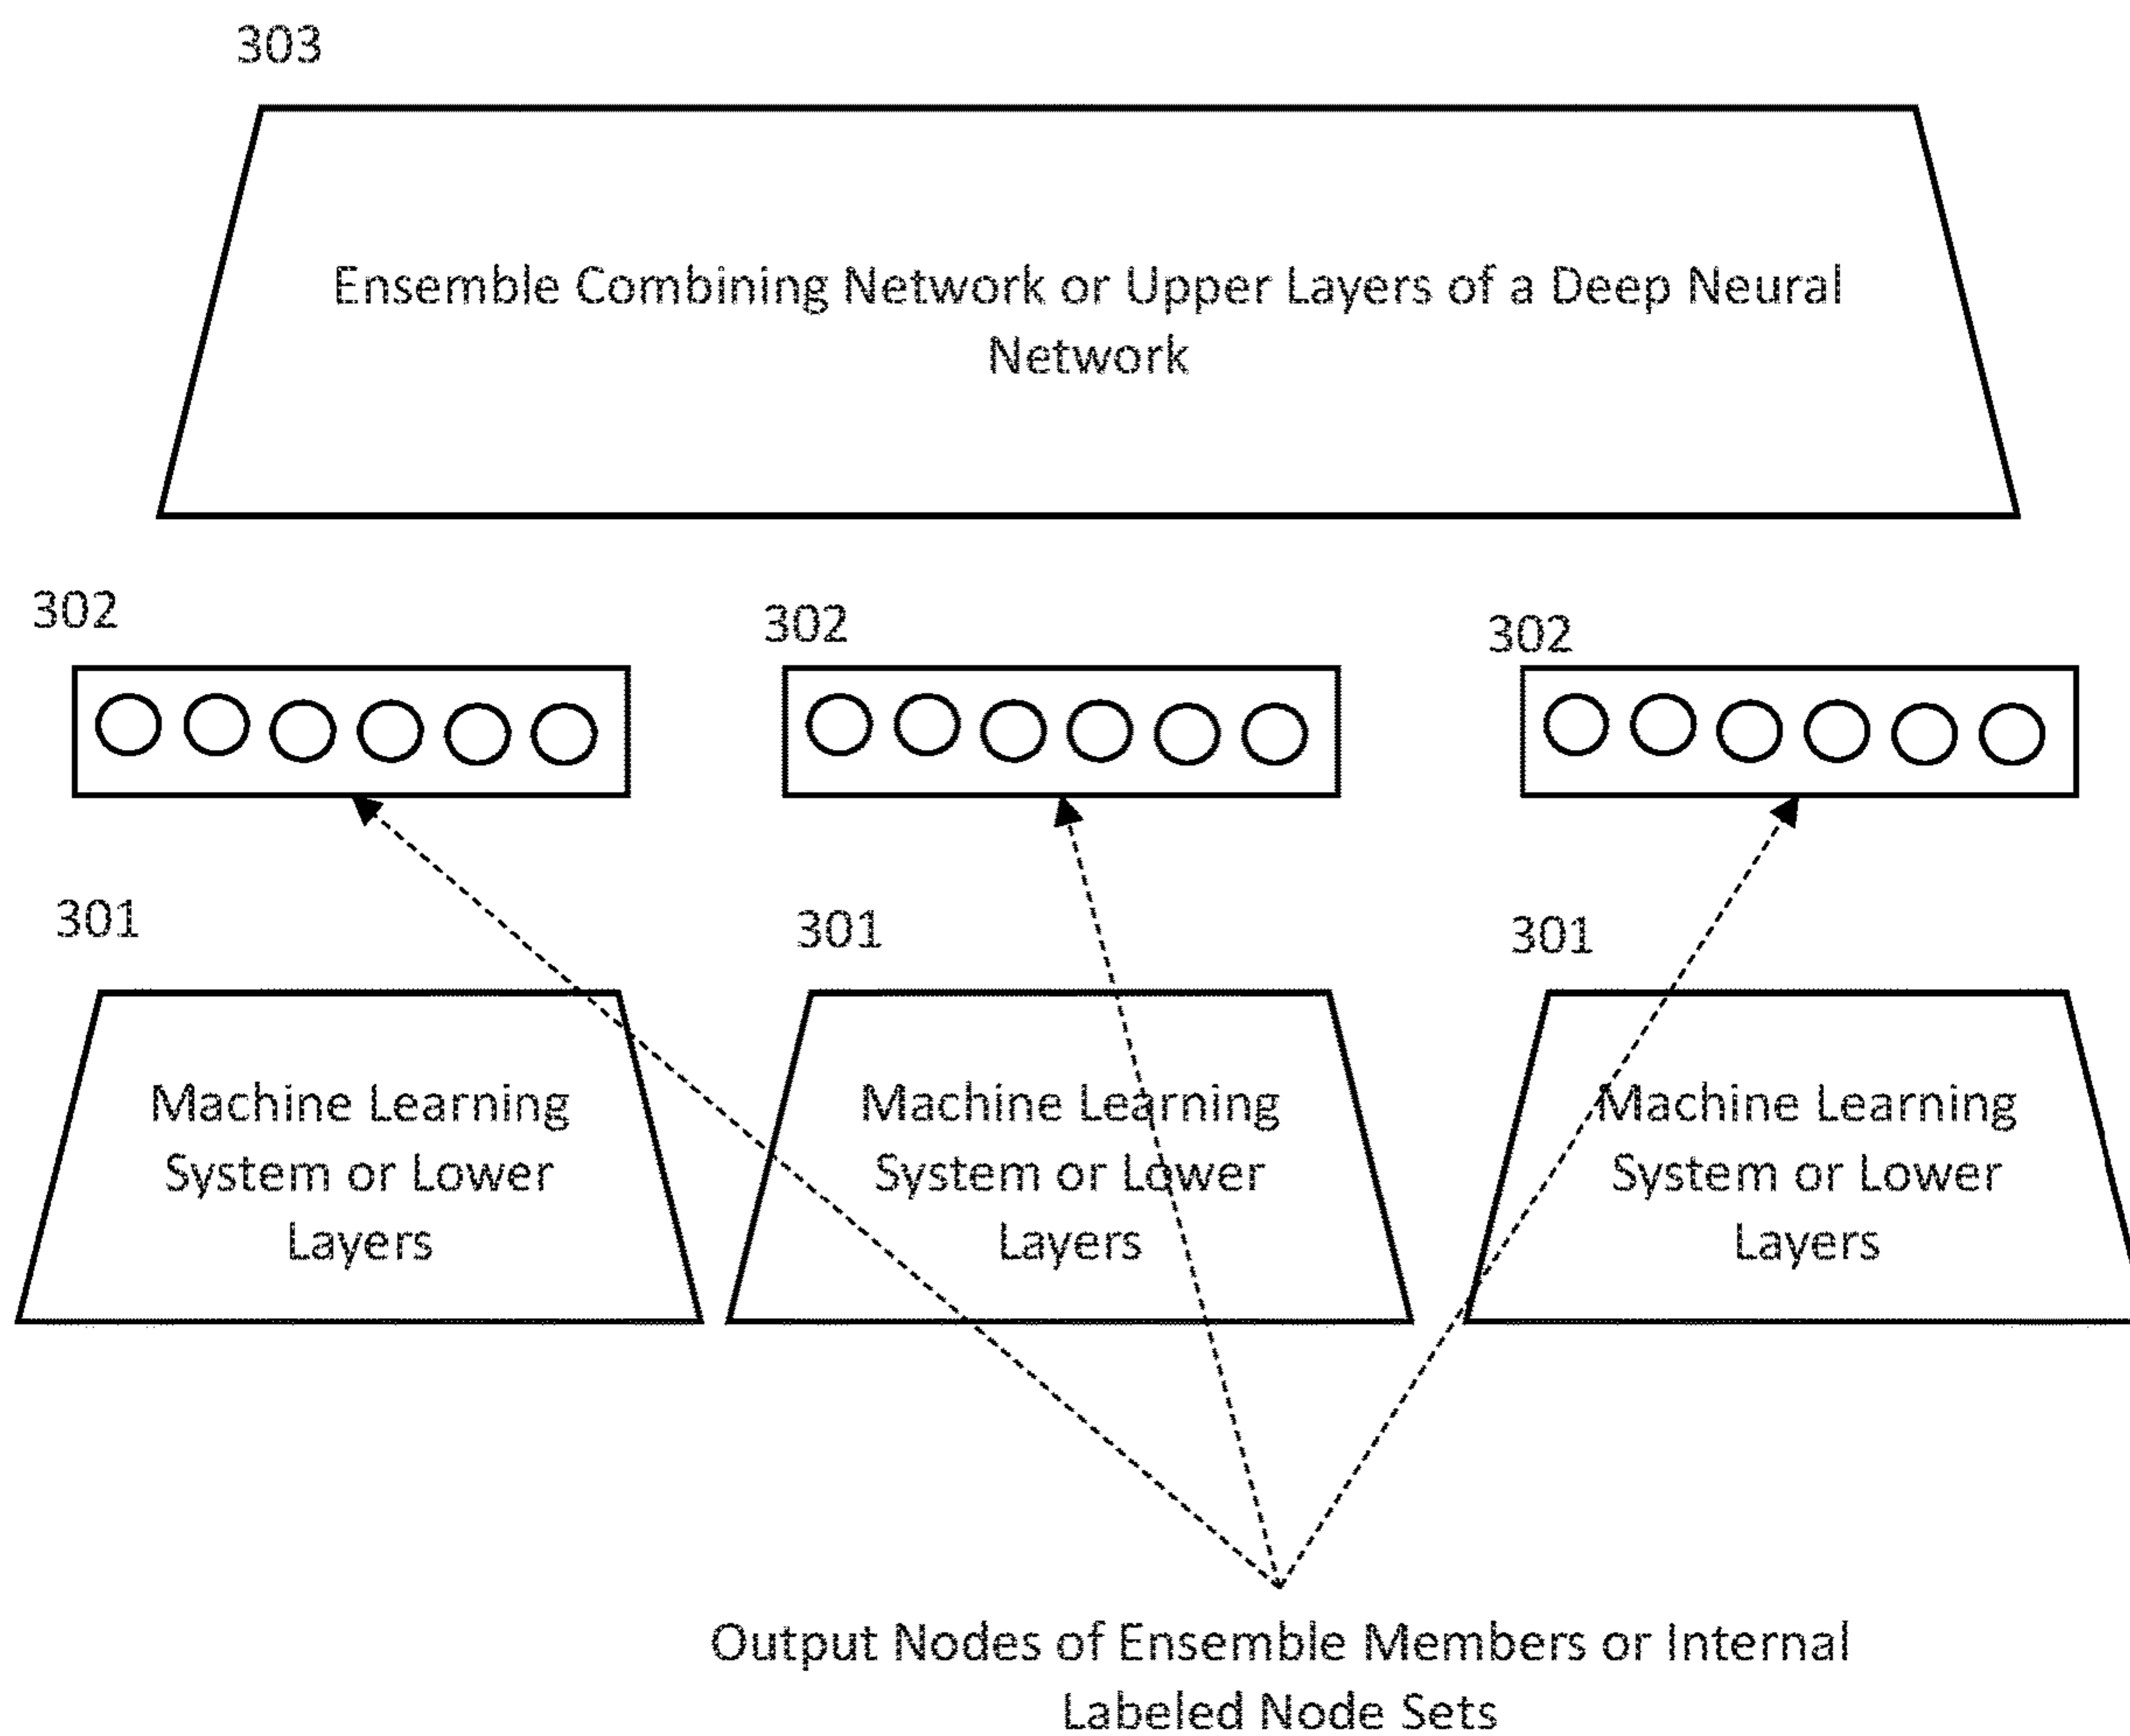 303
Ensemble Combining Network or Upper Layers of a Deep Neural
Network
302
302
302
301
301
301
Machine Learning
System or Lower
Layers
Machine Learning
System or Lower
Layers
Machine Learning
System or Lower
Layers
Output Nodes of Ensemble Members or Internal
Labeled Node Sets